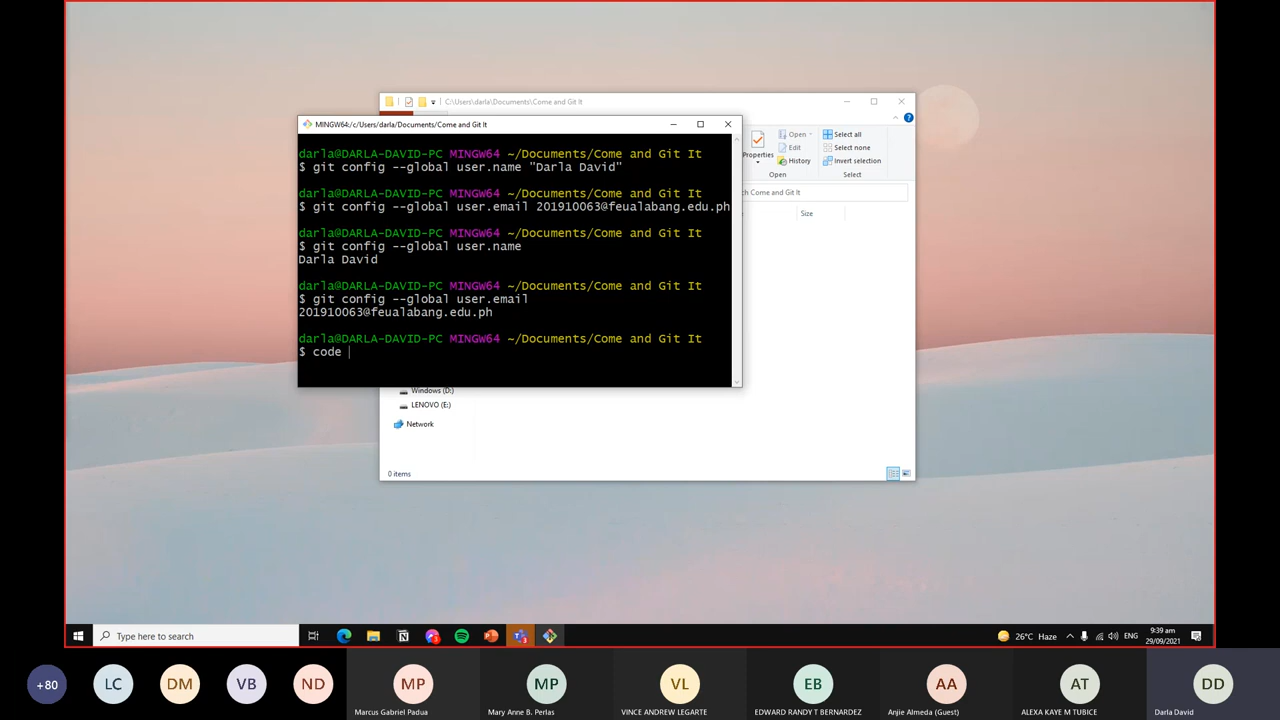 C:\Users\darla\Documents\Come and Git It
MINGW64:/c/Users/darla/Documents/Come and Git It
darla@DARLA-DAVID-PC MINGW64 ~/Documents/Come and Git It
$ git config --global user.name "Darla David"
darla@DARLA-DAVID-PC MINGW64 ~/Documents/Come and Git It
$ git config --global user.email 201910063@feualabang.edu.ph
darla@DARLA-DAVID-PC MINGW64 ~/Documents/Come and Git It
$ git config --global user.name
Darla David
darla@DARLA-DAVID-PC MINGW64 ~/Documents/Come and Git It
$ git config --global user.email
201910063@feualabang.edu.ph
darla@DARLA-DAVID-PC MINGW64 ~/Documents/Come and Git It
$ code
Properties
Open
Edit
History
Open
Select all
Select none
Invert selection
Select
ch Come and Git It
Size
Windows (D:)
LENOVO (E:)
Network
0 items
Type here to search
26°C Haze
ENG
9:39 am
29/09/2021
+80
LC
DM
VB
ND
MP
Marcus Gabriel Padua
MP
Mary Anne B. Perlas
VL
VINCE ANDREW LEGARTE
EB
EDWARD RANDY T BERNARDEZ
AA
Anjie Almeda (Guest)
AT
ALEXA KAYE M TUBICE
DD
Darla David